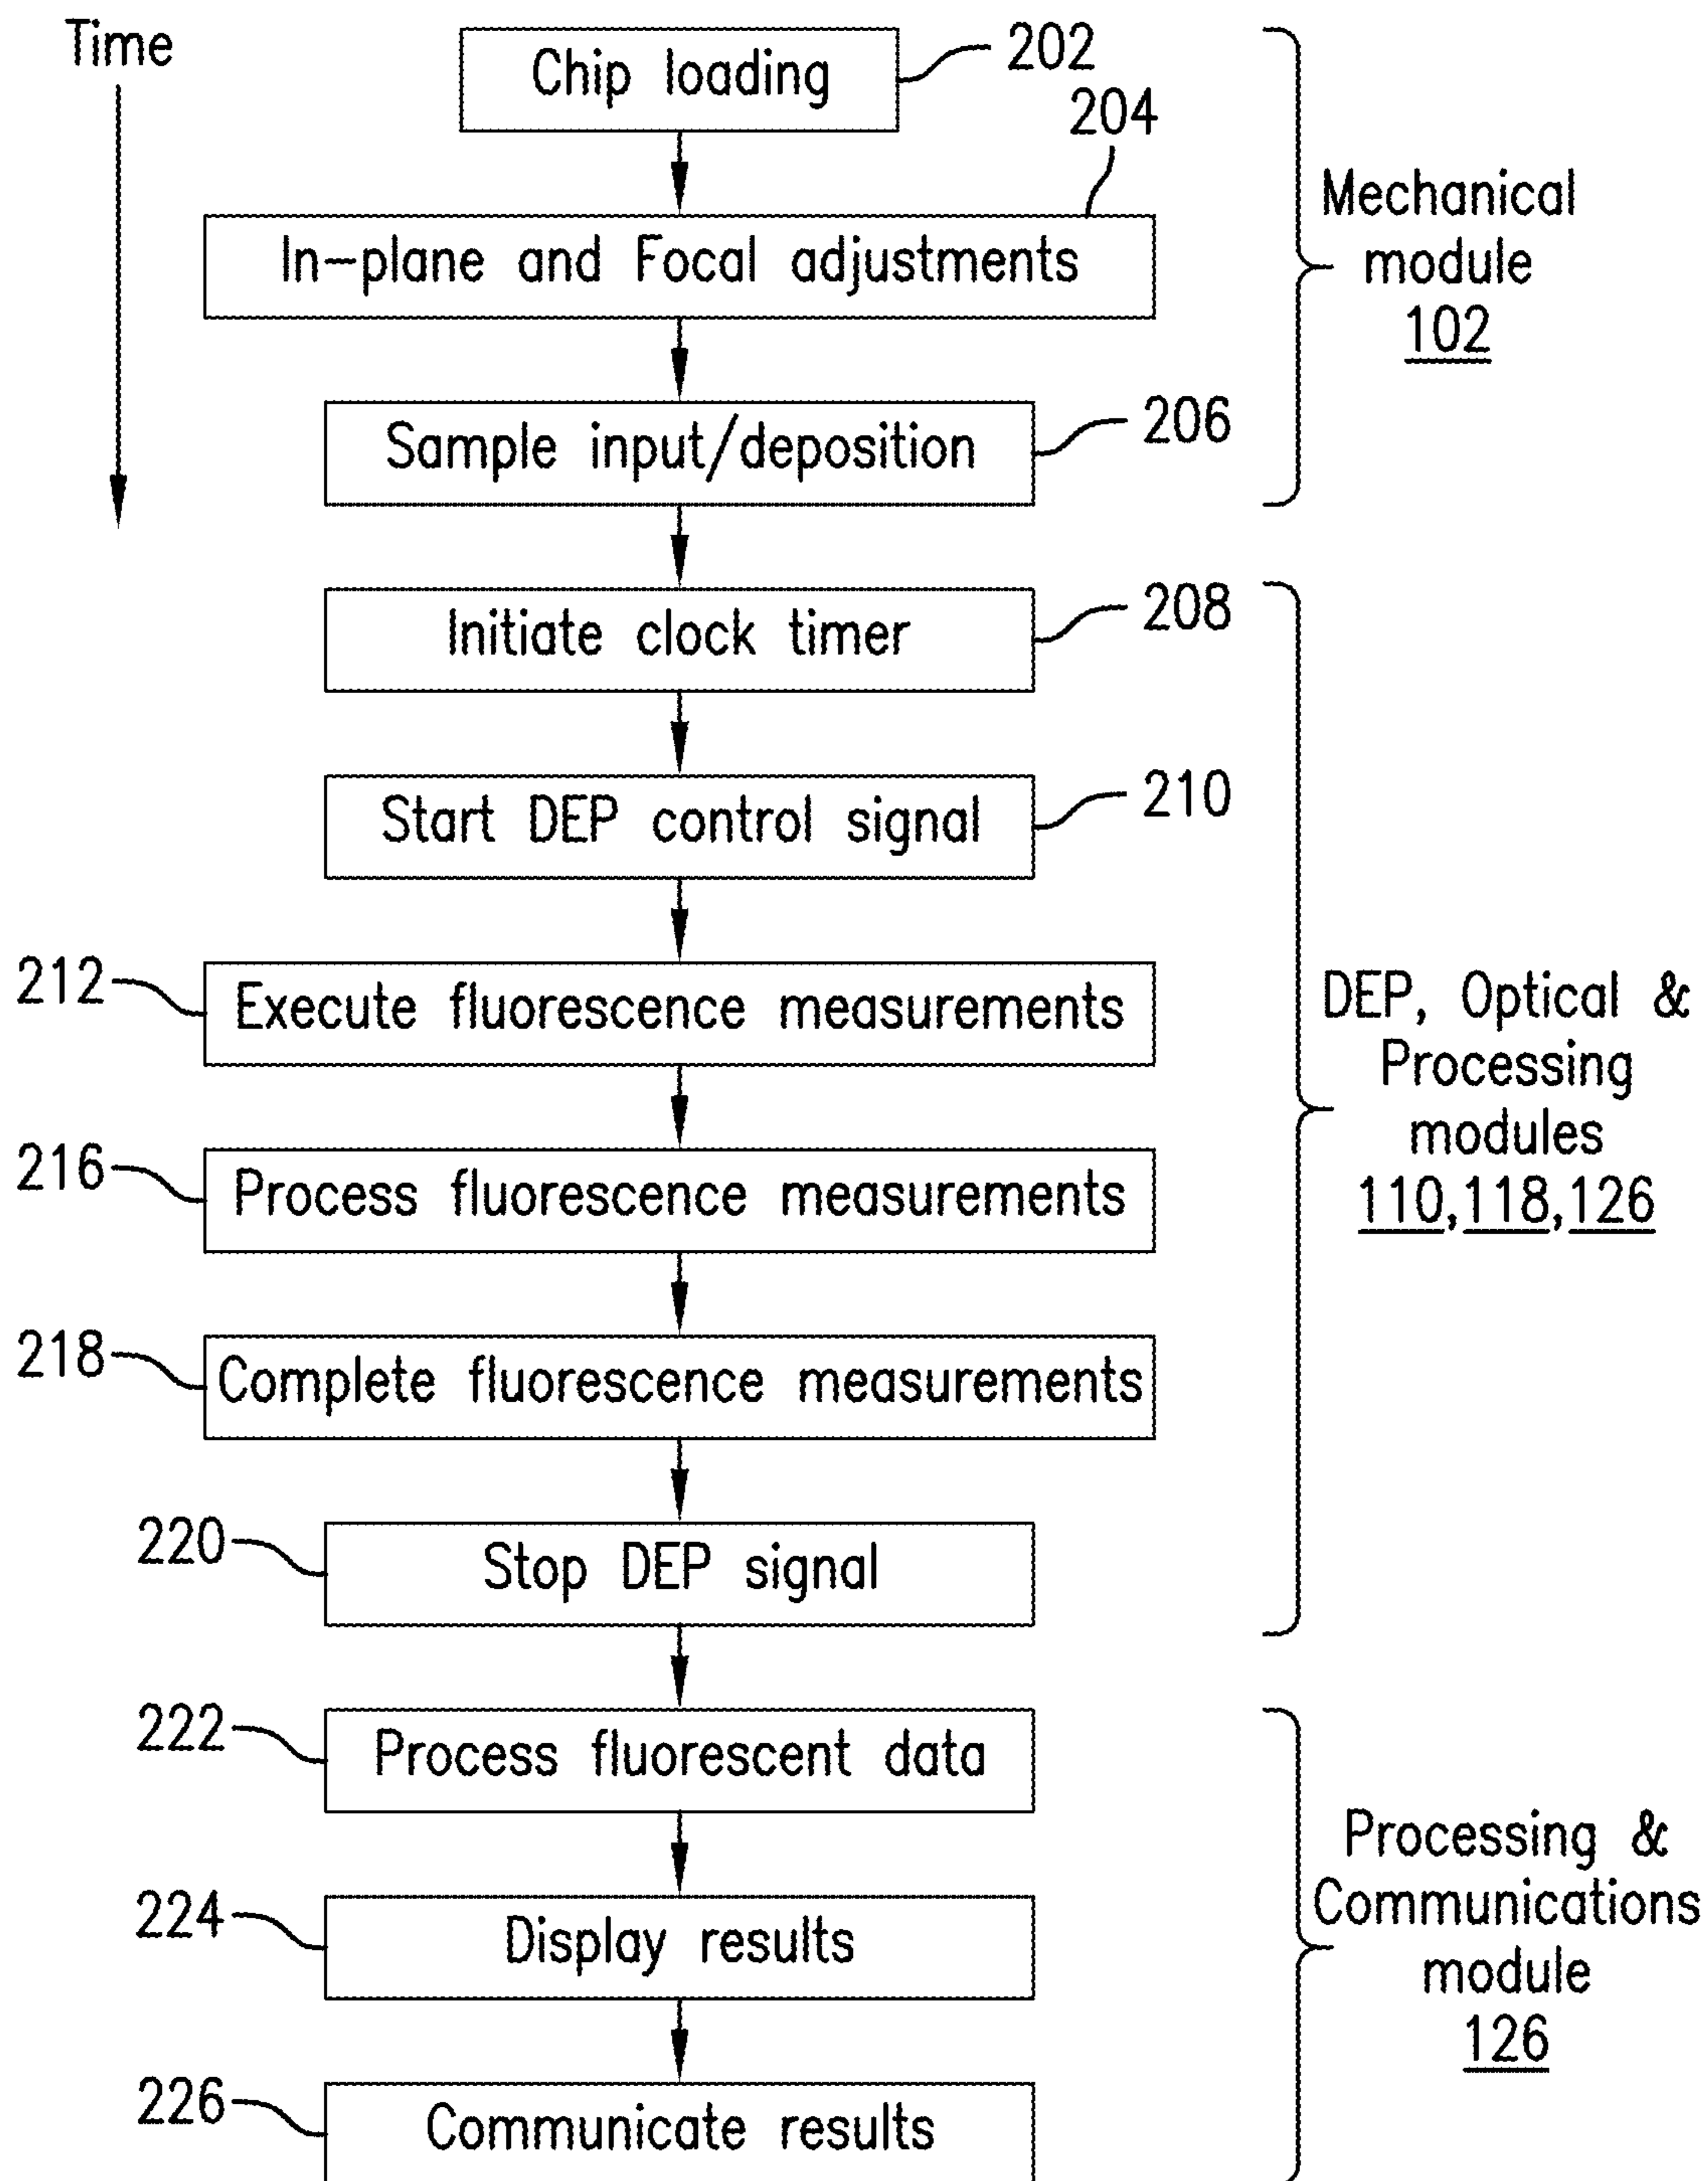 Time
Chip loading
202
204
In-plane and Focal adjustments
Mechanical
module
102
Sample input/deposition
206
Initiate clock timer
208
Start DEP control signal
210
212
Execute fluorescence measurements
DEP, Optical &
Processing
modules
110,118,126
216
Process fluorescence measurements
218
Complete fluorescence measurements
220
Stop DEP signal
222
Process fluorescent data
224
Display results
Processing &
Communications
module
126
226
Communicate results